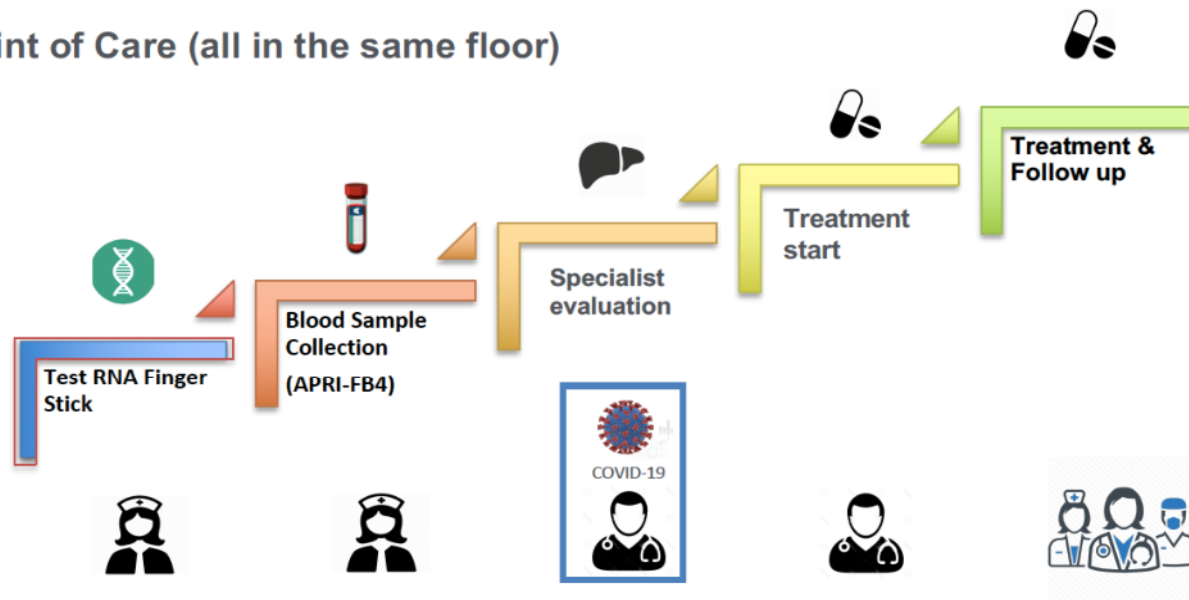 int of Care (all in the same floor)
Test RNA Finger
Stick
Blood Sample
Collection
(APRI-FB4)
Specialist
evaluation
Treatment
start
Treatment &
Follow up
COVID-19